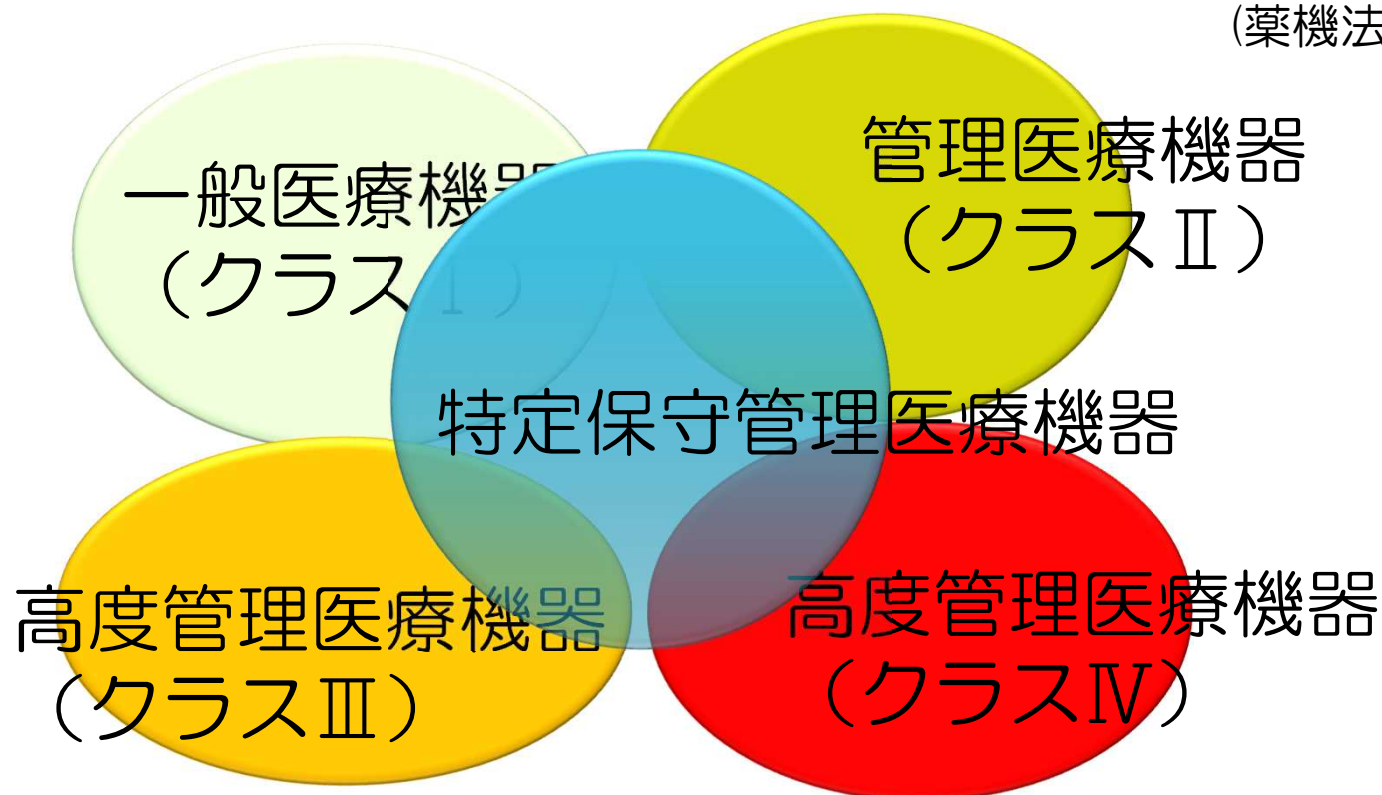 (薬機法
一般医療機器
（クラスⅠ）
管理医療機器
（クラスⅡ）
特定保守管理医療機器
高度管理医療機器
（クラスⅢ）
高度管理医療機器
（クラスⅣ）